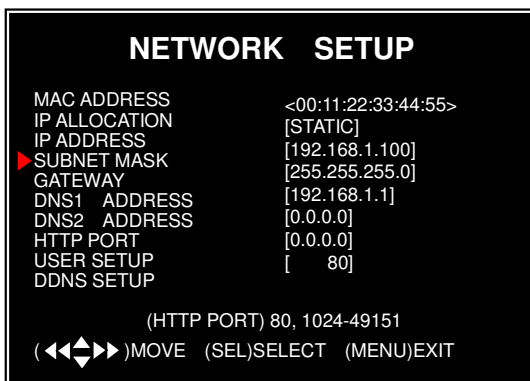 NETWORK SETUP
MAC ADDRESS <00:11:22:33:44:55>
IP ALLOCATION [STATIC]
IP ADDRESS [192.168.1.100]
SUBNET MASK [255.255.255.0]
GATEWAY [192.168.1.1]
DNS1 ADDRESS [0.0.0.0]
DNS2 ADDRESS [0.0.0.0]
HTTP PORT [ 80]
USER SETUP
DDNS SETUP
(HTTP PORT) 80, 1024-49151
( )MOVE (SEL)SELECT (MENU)EXIT